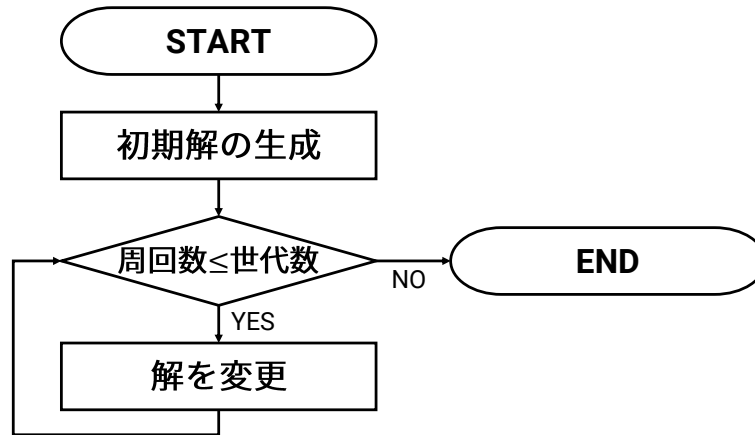 START
初期解の生成
周回数≤世代数
NO
END
YES
解を変更